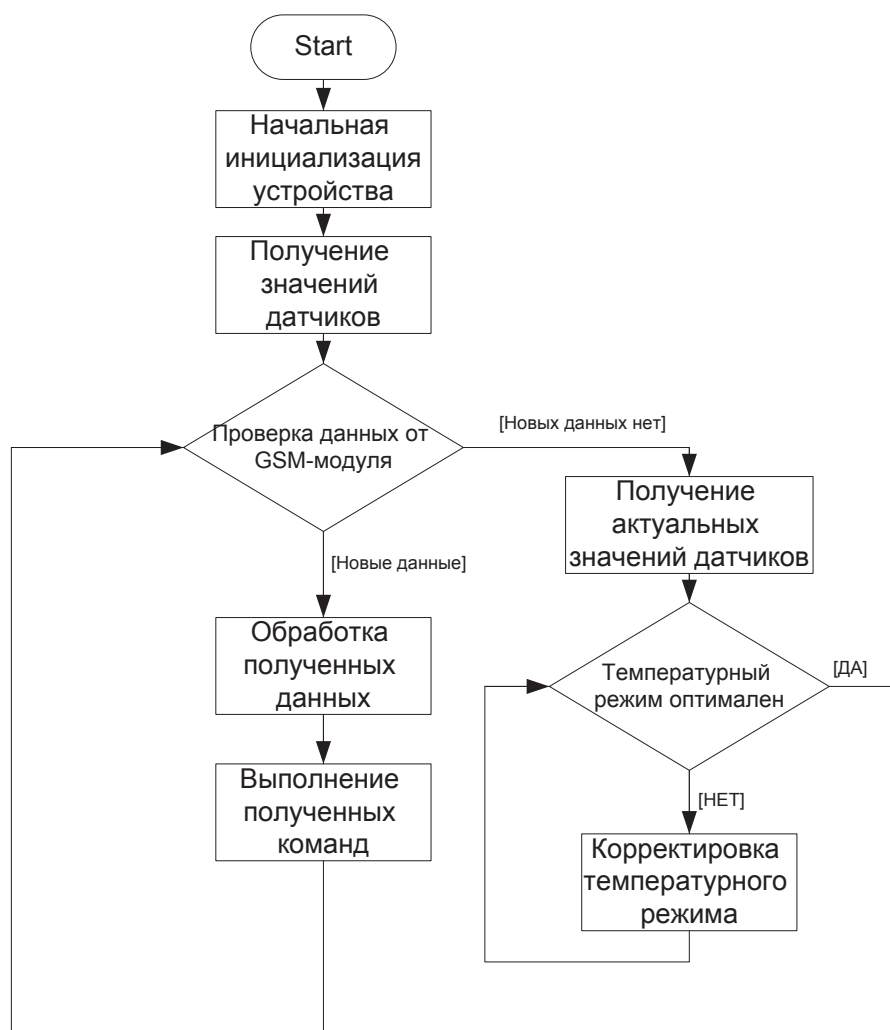 Start
Начальная
инициализация
устройства
Получение
значений
датчиков
Проверка данных от
GSM-модуля
[Новых данных нет]
[Новые данные]
Получение
актуальных
значений датчиков
Температурный
режим оптимален
[ДА]
[НЕТ]
Обработка
полученных
данных
Выполнение
полученных
команд
Корректировка
температурного
режима